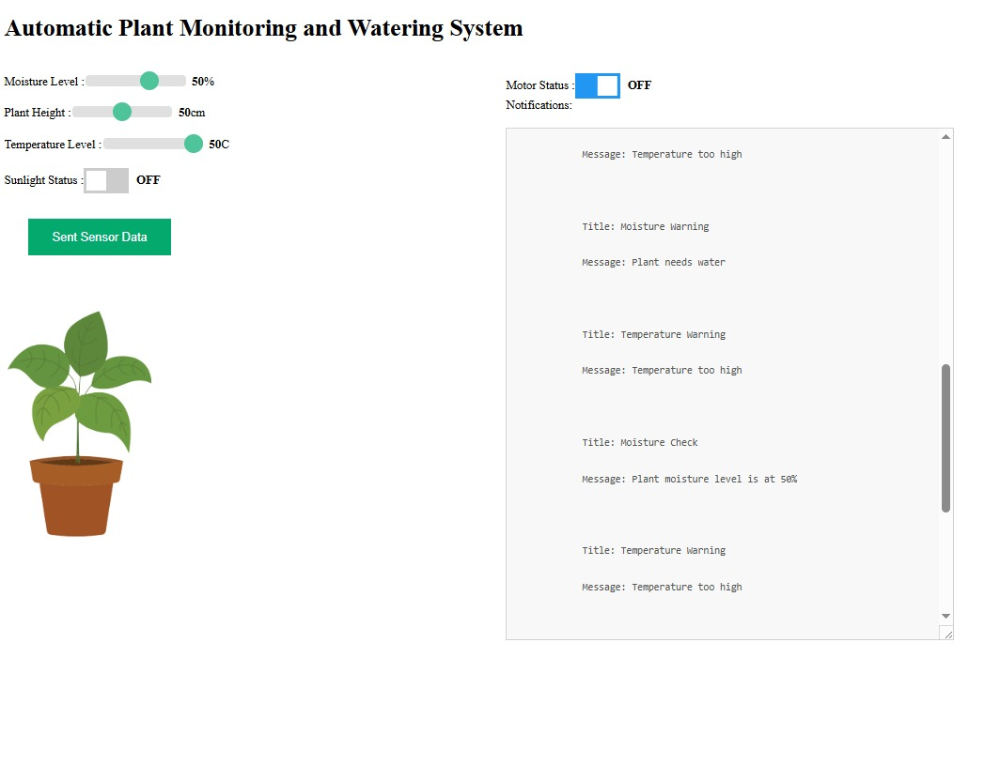 Automatic Plant Monitoring and Watering System
Moisture Level : 50%
Plant Height : 50cm
Temperature Level : 50C
Sunlight Status : OFF
Sent Sensor Data
Motor Status : OFF
Notifications:
Message: Temperature too high
Title: Moisture Warning
Message: Plant needs water
Title: Temperature Warning
Message: Temperature too high
Title: Moisture Check
Message: Plant moisture level is at 50%
Title: Temperature Warning
Message: Temperature too high